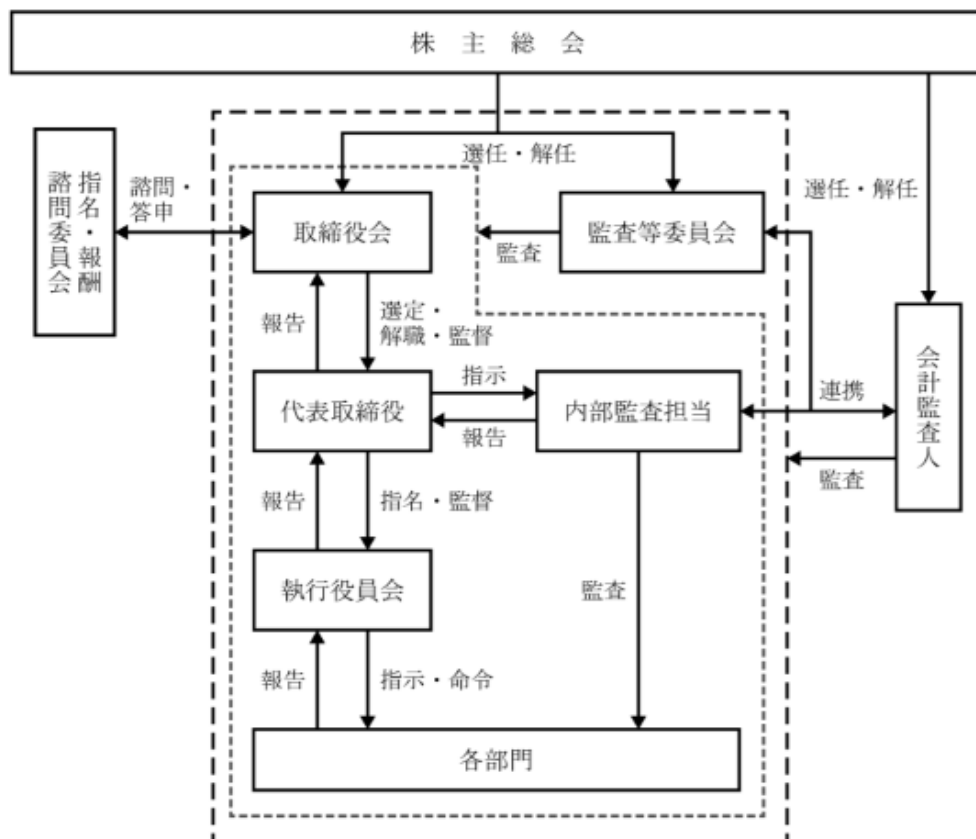 株主総会
選任・解任
指名・報酬
諮問委員会
諮問・
答申
取締役会
監査
監査等委員会
選任・解任
報告
選定・
解職・監督
代表取締役
指示
報告
内部監査担当
連携
会計監査人
監査
報告
指名・監督
執行役員会
監査
報告
指示・命令
各部門